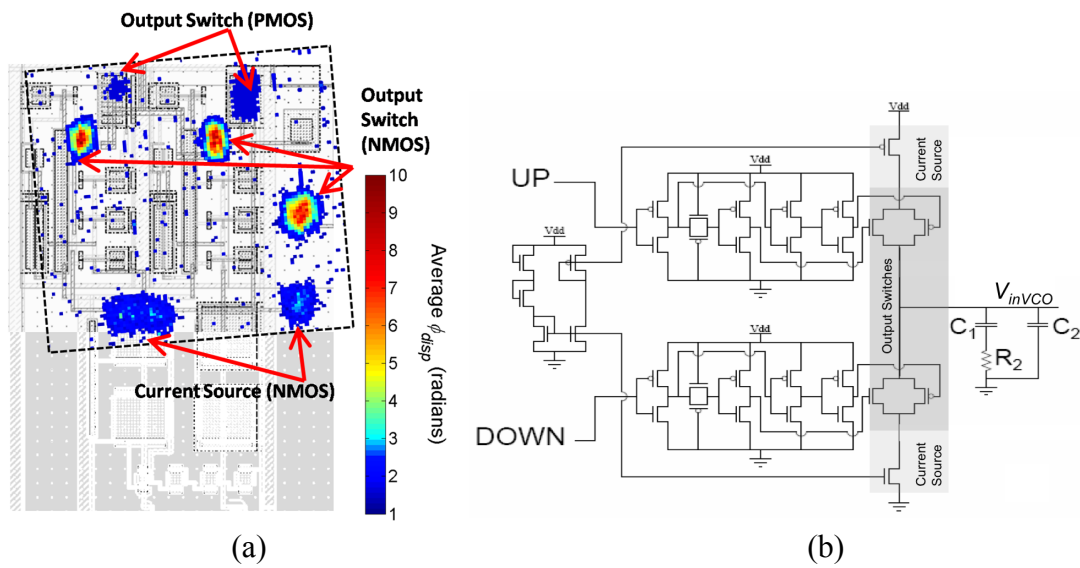 Output Switch (PMOS)
Output
Switch
(NMOS)
10
9
8
7
6
5
4
3
2
1
Average ϕdisp (radians)
Current Source (NMOS)
(a)
Vdd
Current
Source
UP
Vdd
Vdd
Output Switches
VinVCO
C1
R2
C2
Vdd
DOWN
Current
Source
(b)